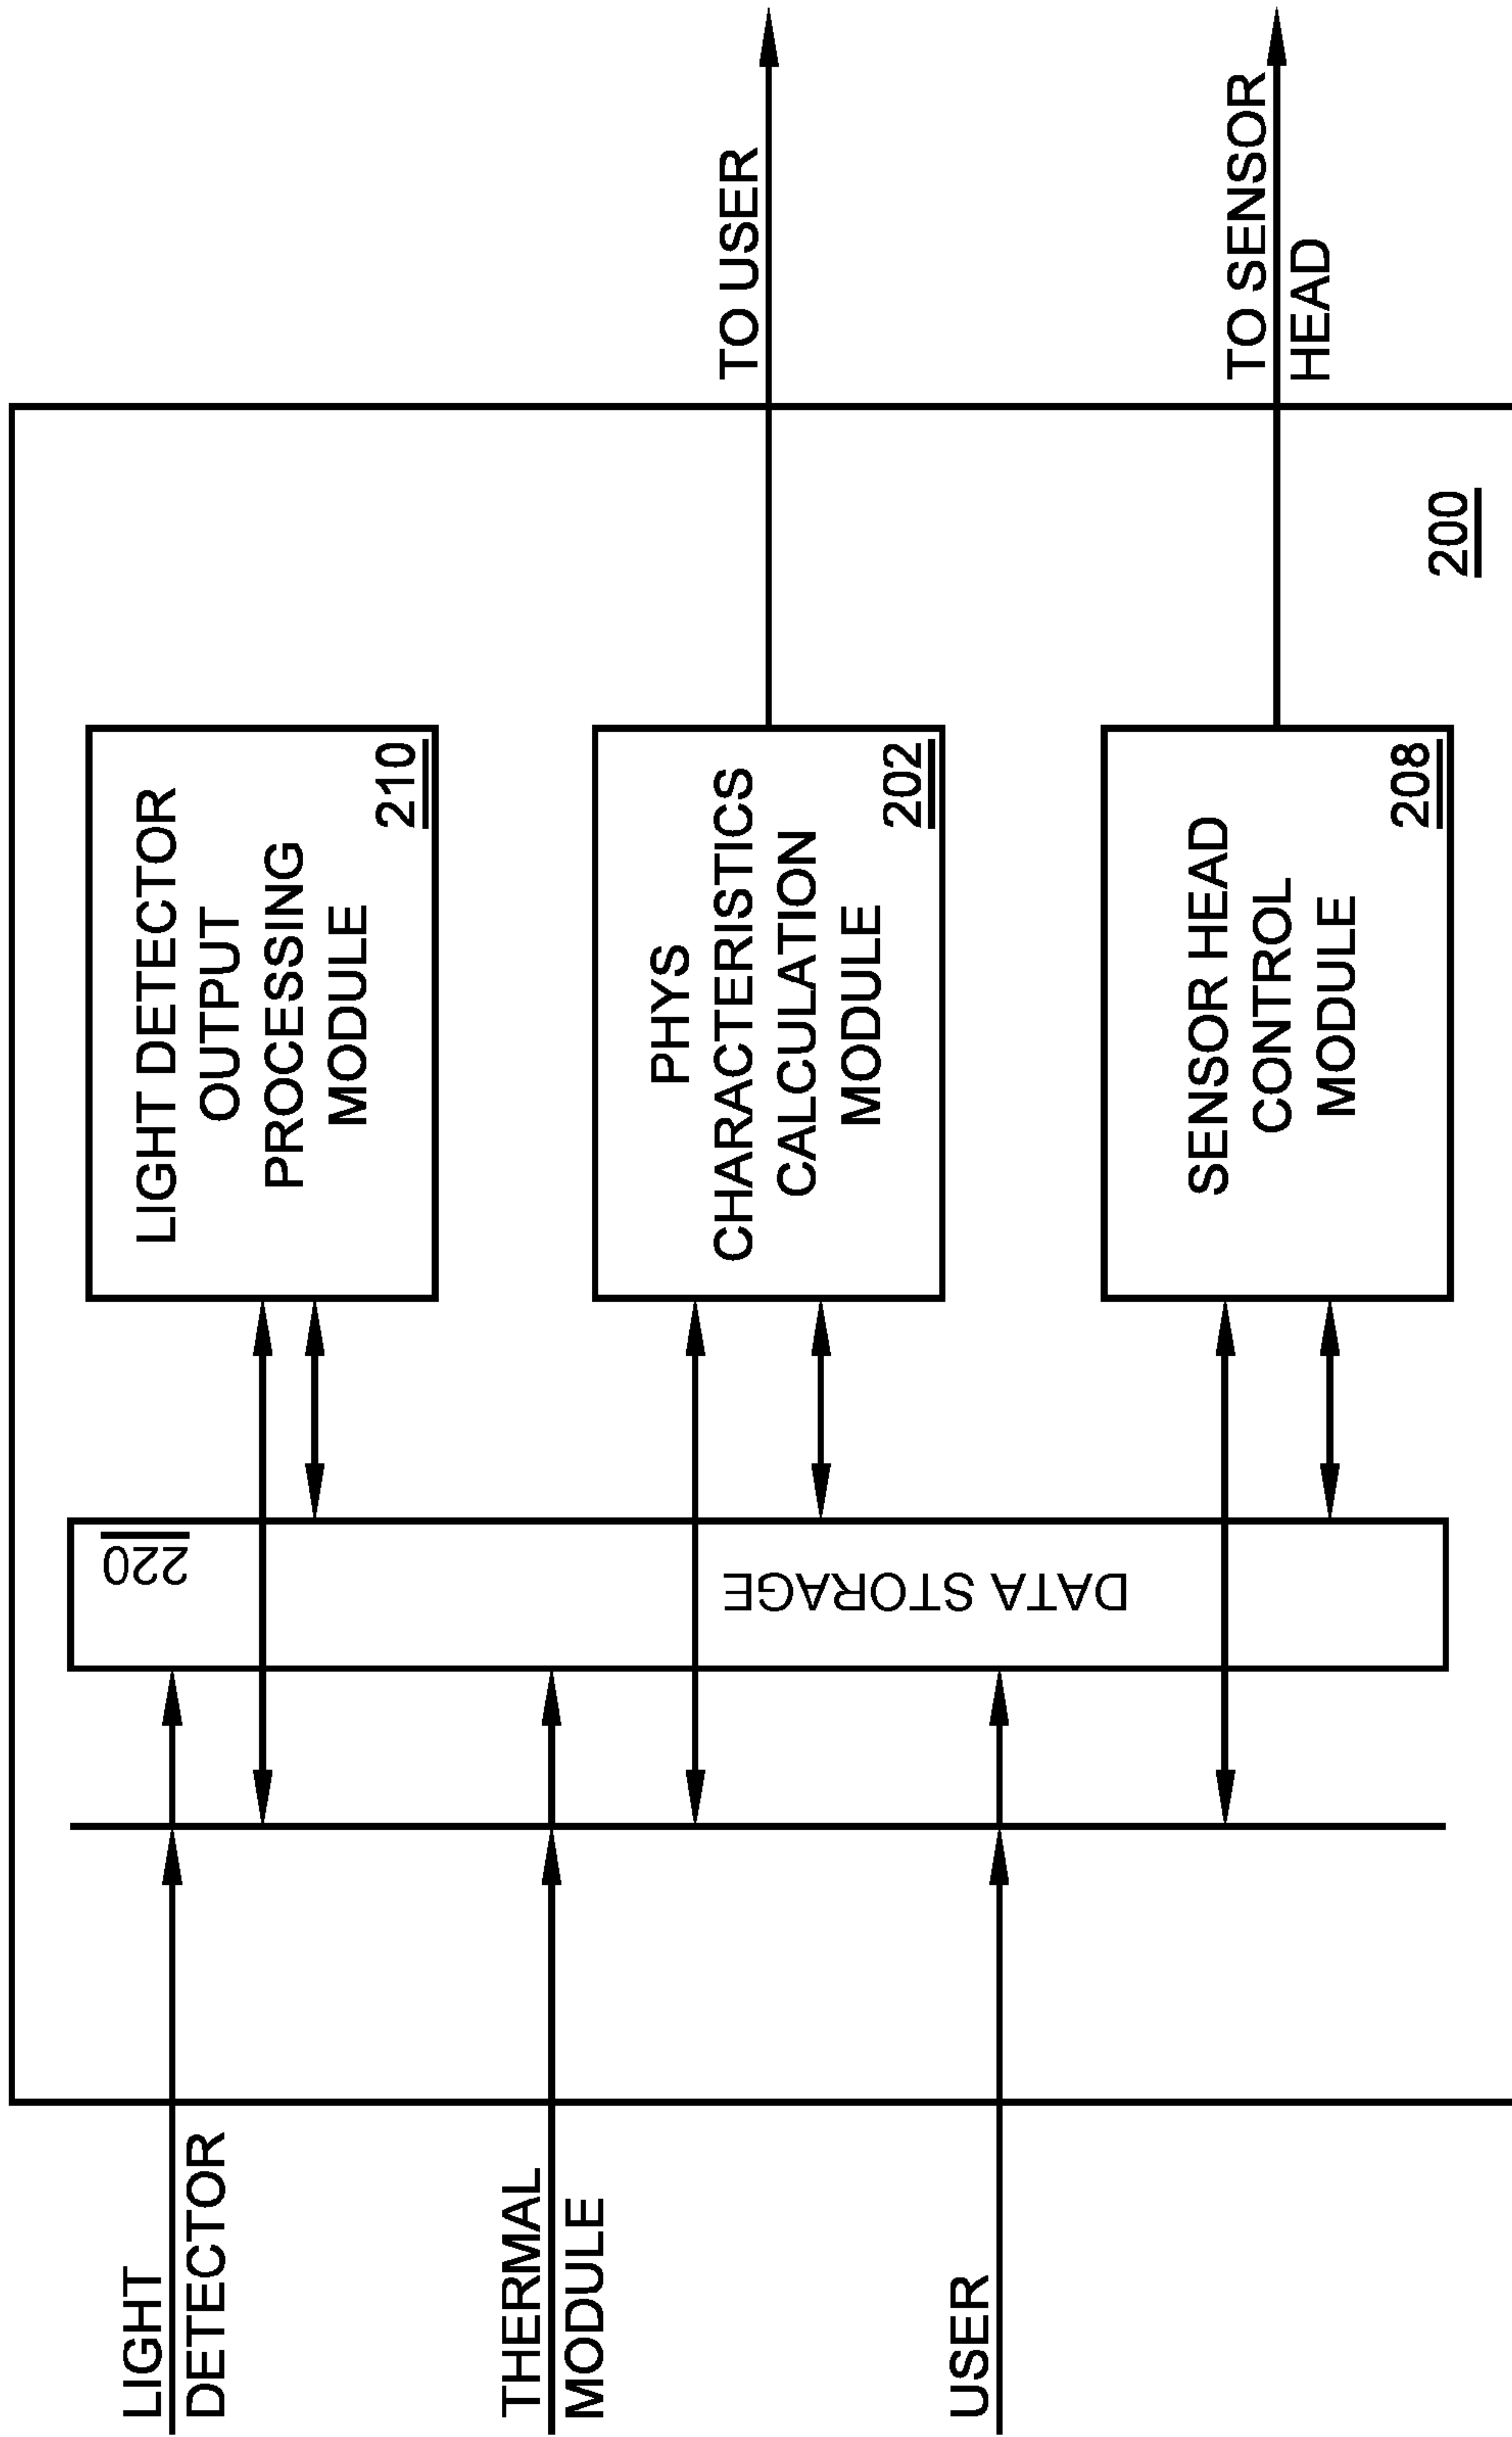 LIGHT
DETECTOR
THERMAL
MODULE
USER
220
DATA STORAGE
LIGHT DETECTOR
OUTPUT
PROCESSING
MODULE
210
PHYS
CHARACTERISTICS
CALCULATION
MODULE
202
SENSOR HEAD
CONTROL
MODULE
208
200
TO USER
TO SENSOR
HEAD